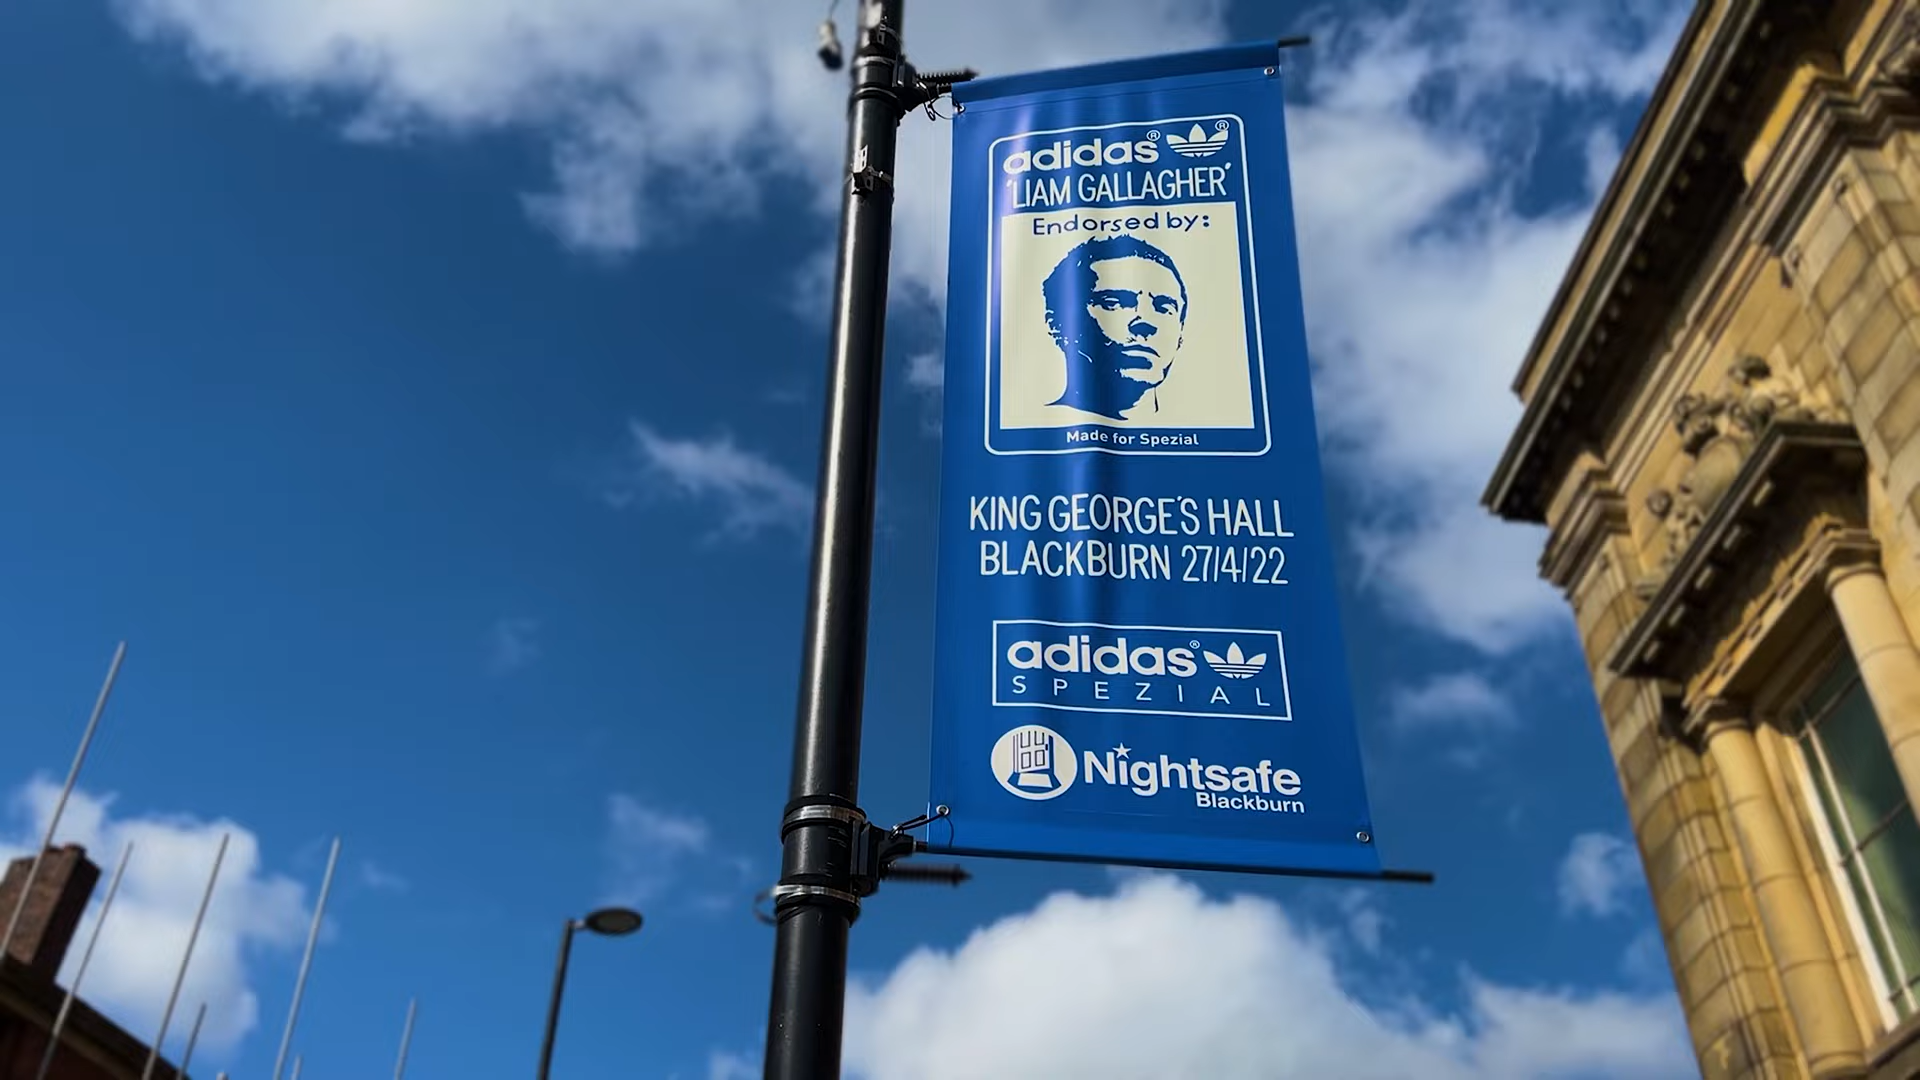 adidas®®
'LIAM GALLAGHER'
Endorsed by:
Made for Spezial
KING GEORGE'S HALL
BLACKBURN 27/4/22
adidas®
SPEZIAL
Nightsafe
Blackburn